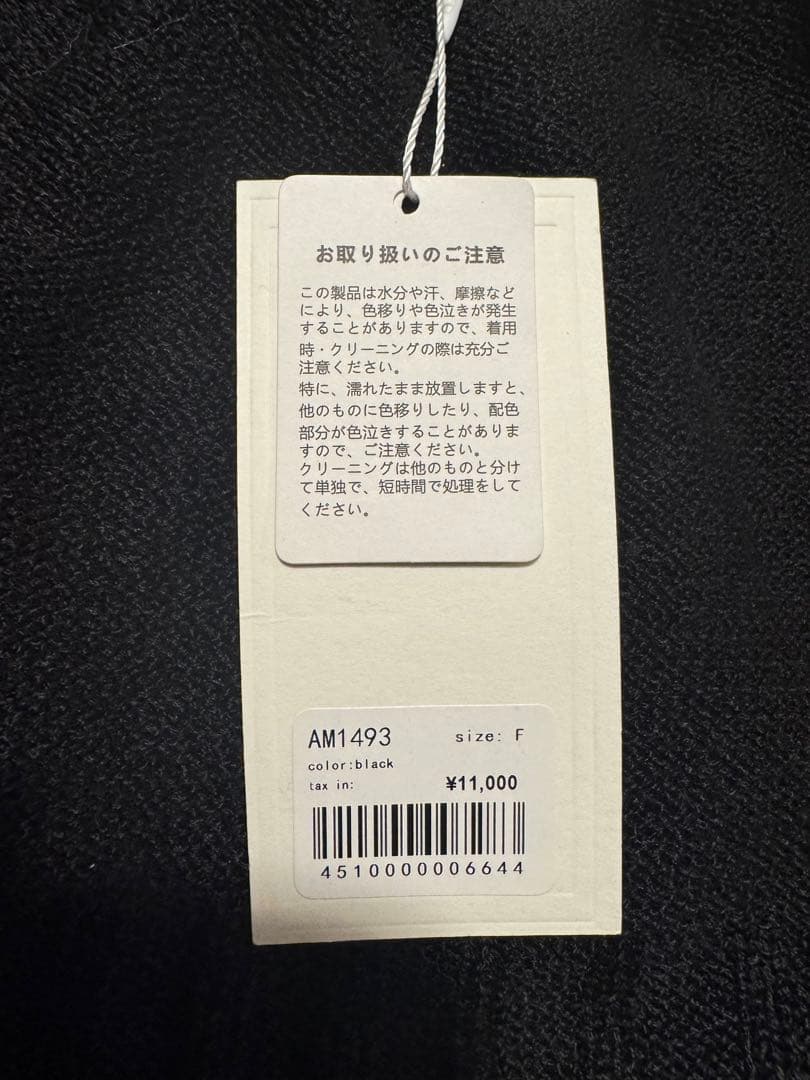 お取り扱いのご注意
この製品は水分や汗、摩擦など
により、色移りや色泣きが発生
することがありますので、着用
時・クリーニングの際は充分ご
注意ください。
特に、濡れたまま放置しますと、
他のものに色移りしたり、配色
部分が色泣きすることがありま
すので、ご注意ください。
クリーニングは他のものと分け
て単独で、短時間で処理をして
ください。
AM1493 size: F
color:black
tax in: ¥11,000
4510000006644